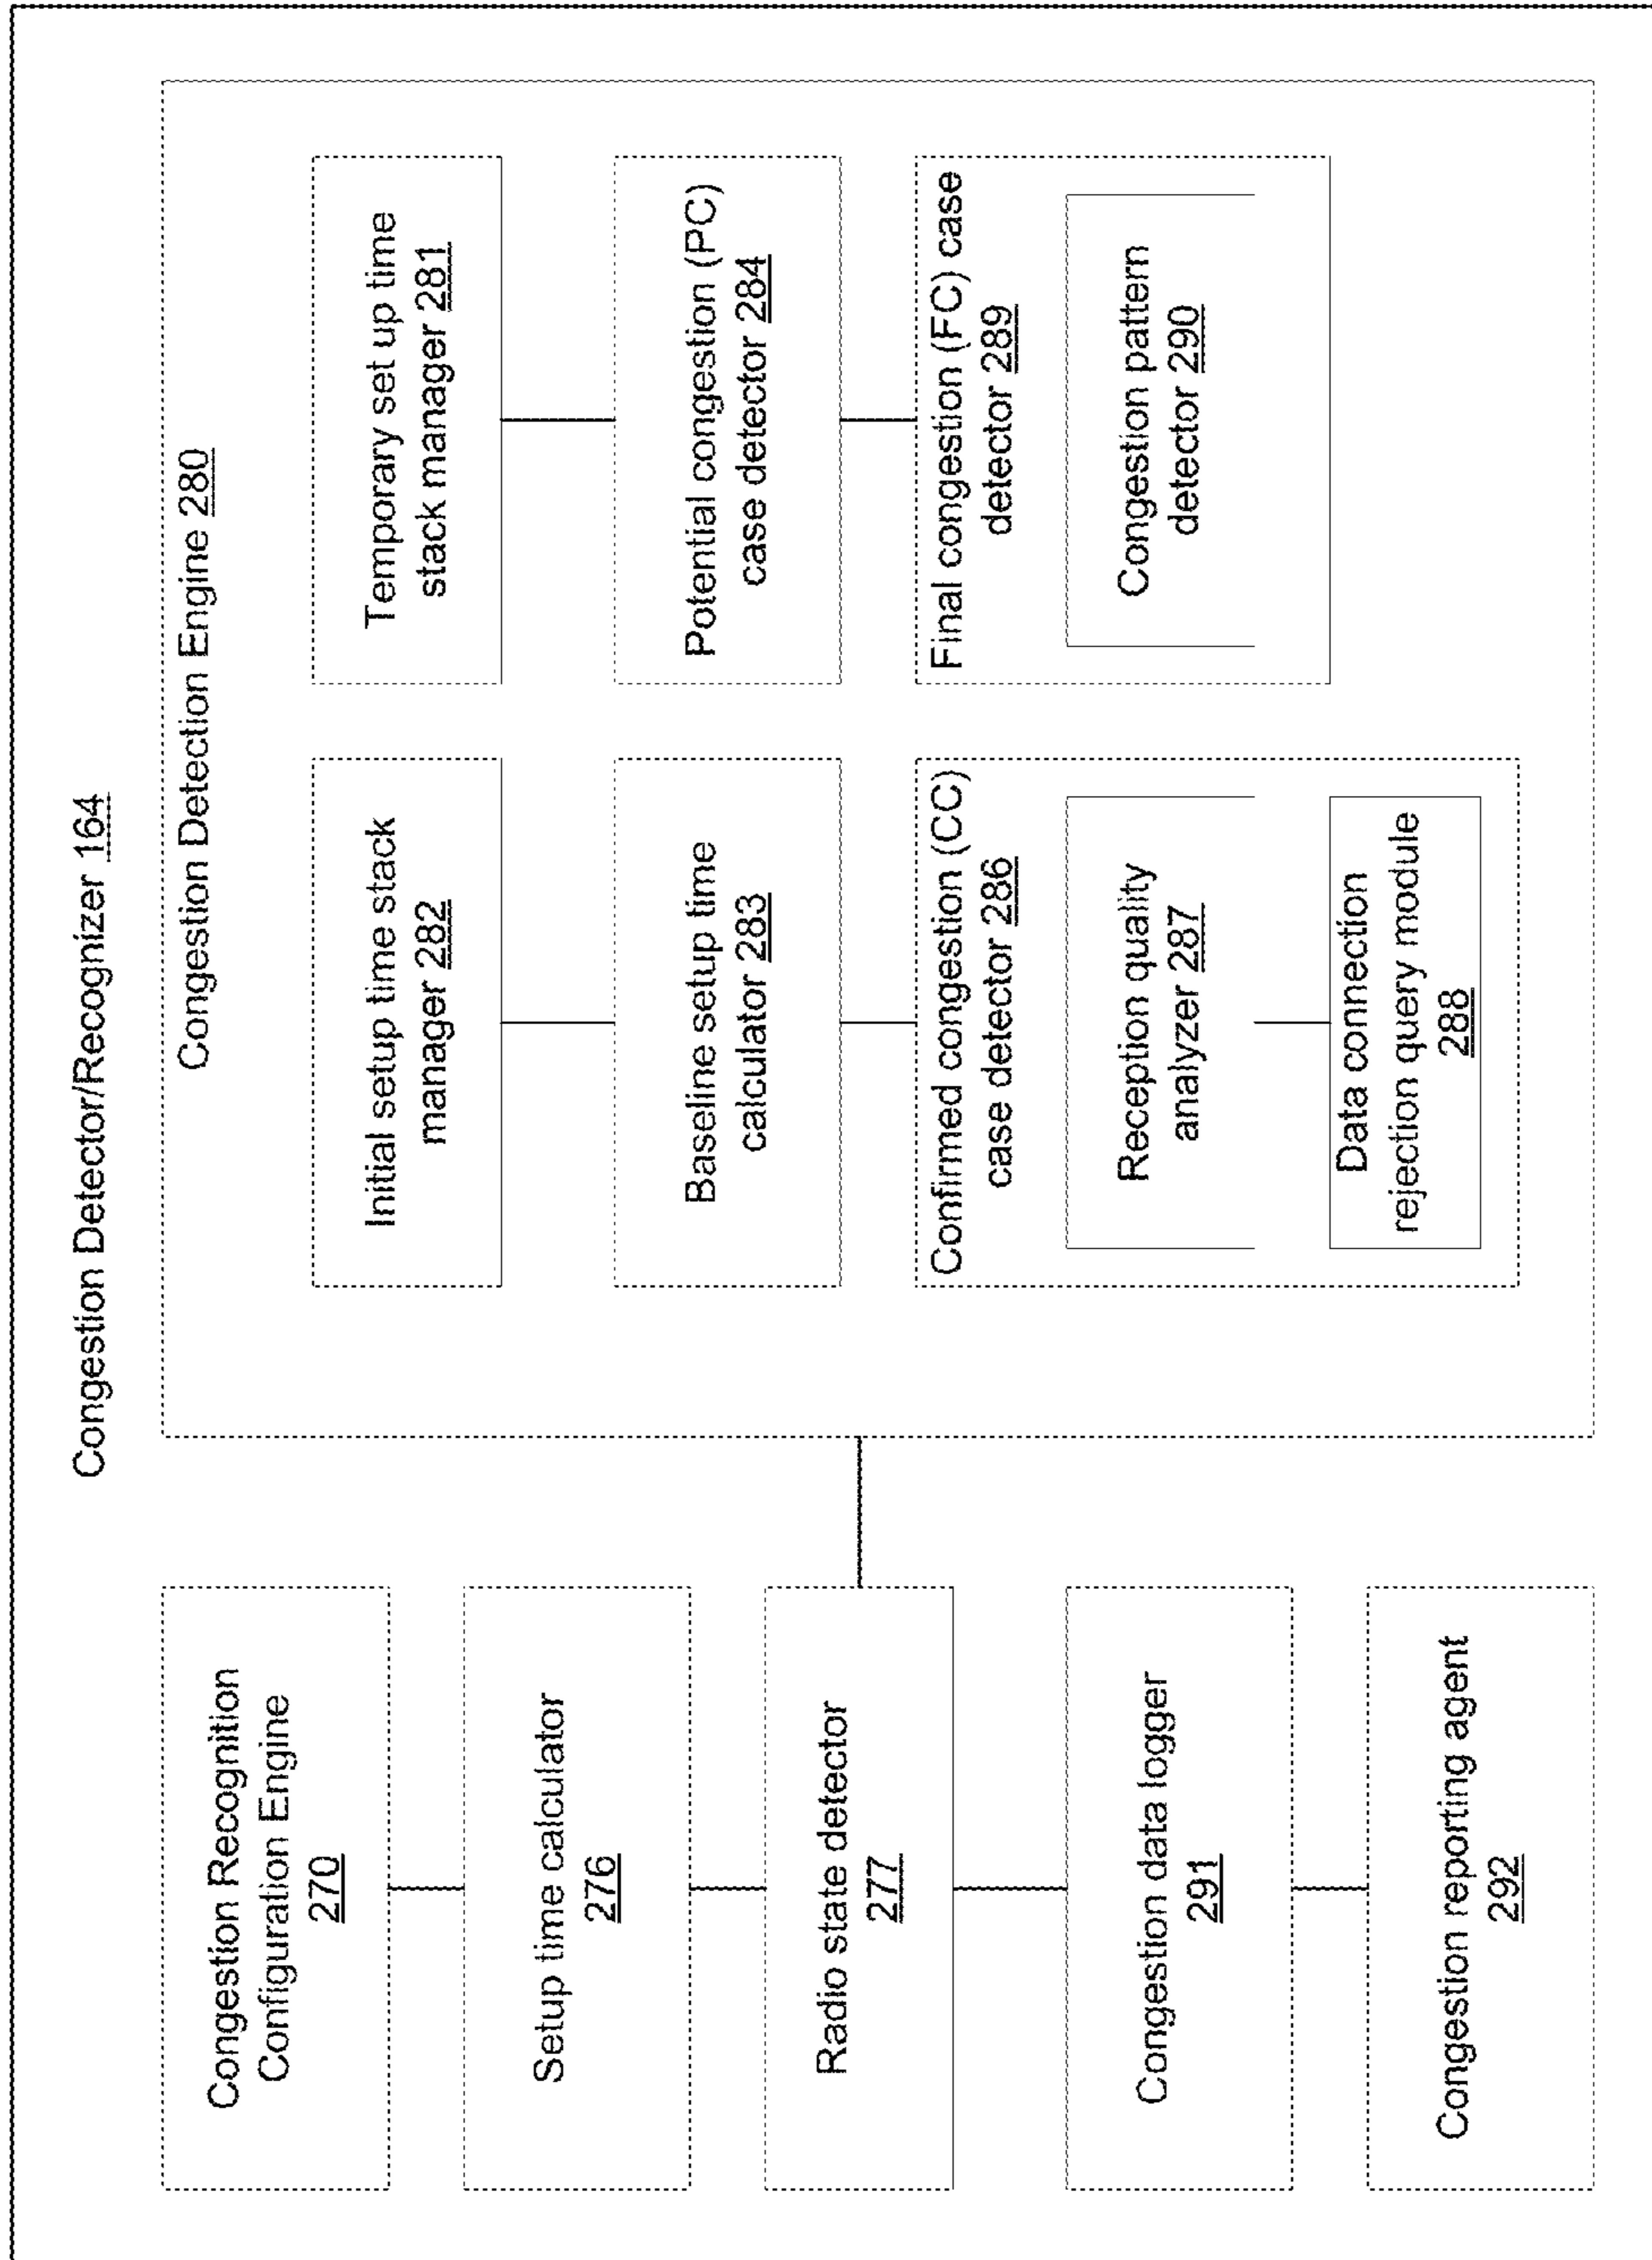 Congestion Detector/Recognizer 164
Congestion Recognition
Configuration Engine
270
Setup time calculator
276
Radio state detector
277
Congestion data logger
291
Congestion reporting agent
292
Congestion Detection Engine 280
Initial setup time stack
manager 282
Baseline setup time
calculator 283
Confirmed congestion (CC)
case detector 286
Reception quality
analyzer 287
Data connection
rejection query module
288
Temporary set up time
stack manager 281
Potential congestion (PC)
case detector 284
Final congestion (FC) case
detector 289
Congestion pattern
detector 290